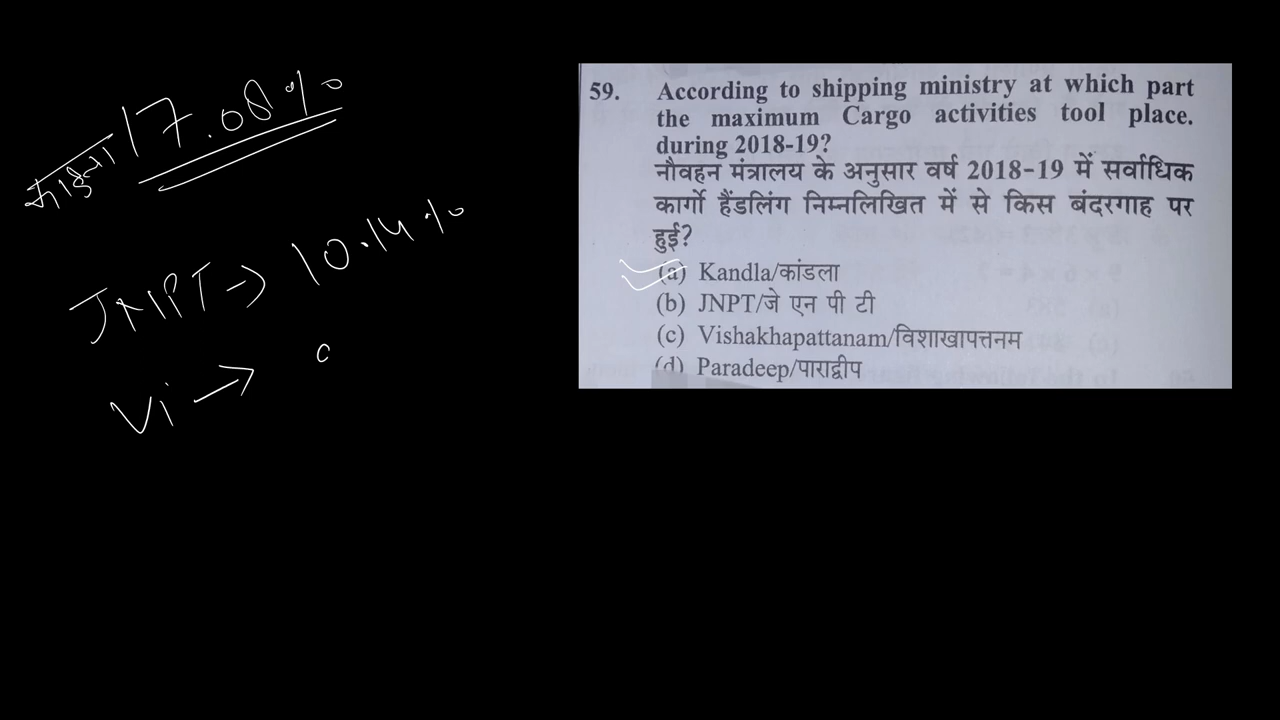 कांडला 17.08%
JNPT → 10.14%
Vi →
59. According to shipping ministry at which part
the maximum Cargo activities tool place.
during 2018-19?
नौवहन मंत्रालय के अनुसार वर्ष 2018-19 में सर्वाधिक
कार्गो हैंडलिंग निम्नलिखित में से किस बंदरगाह पर
हुई?
(a) Kandla/कांडला
(b) JNPT/जे एन पी टी
(c) Vishakhapattanam/विशाखापत्तनम
(d) Paradeep/पाराद्वीप